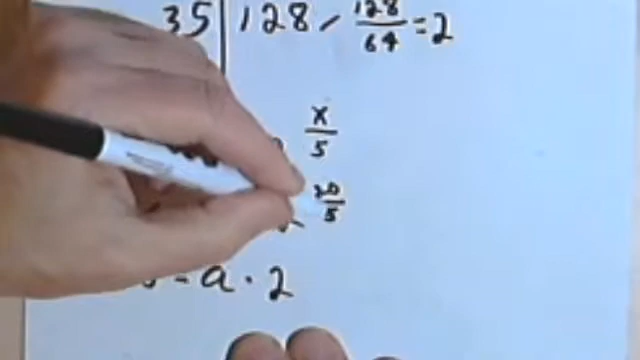 35 | 128 128/64 = 2
x/5
20/5
= a · 2